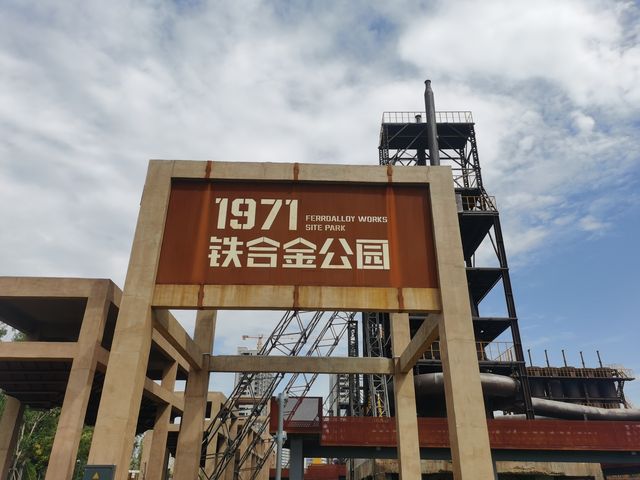 1971
FERROALLOY WORKS
SITE PARK
铁合金公园